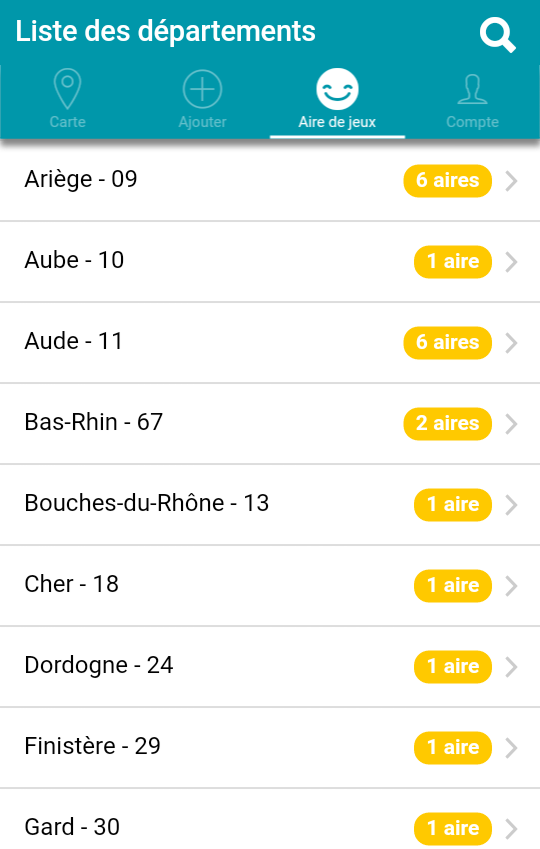 Liste des départements
Carte
Ajouter
Aire de jeux
Compte
Ariège - 09
6 aires
Aube - 10
1 aire
Aude - 11
6 aires
Bas-Rhin - 67
2 aires
Bouches-du-Rhône - 13
1 aire
Cher - 18
1 aire
Dordogne - 24
1 aire
Finistère - 29
1 aire
Gard - 30
1 aire